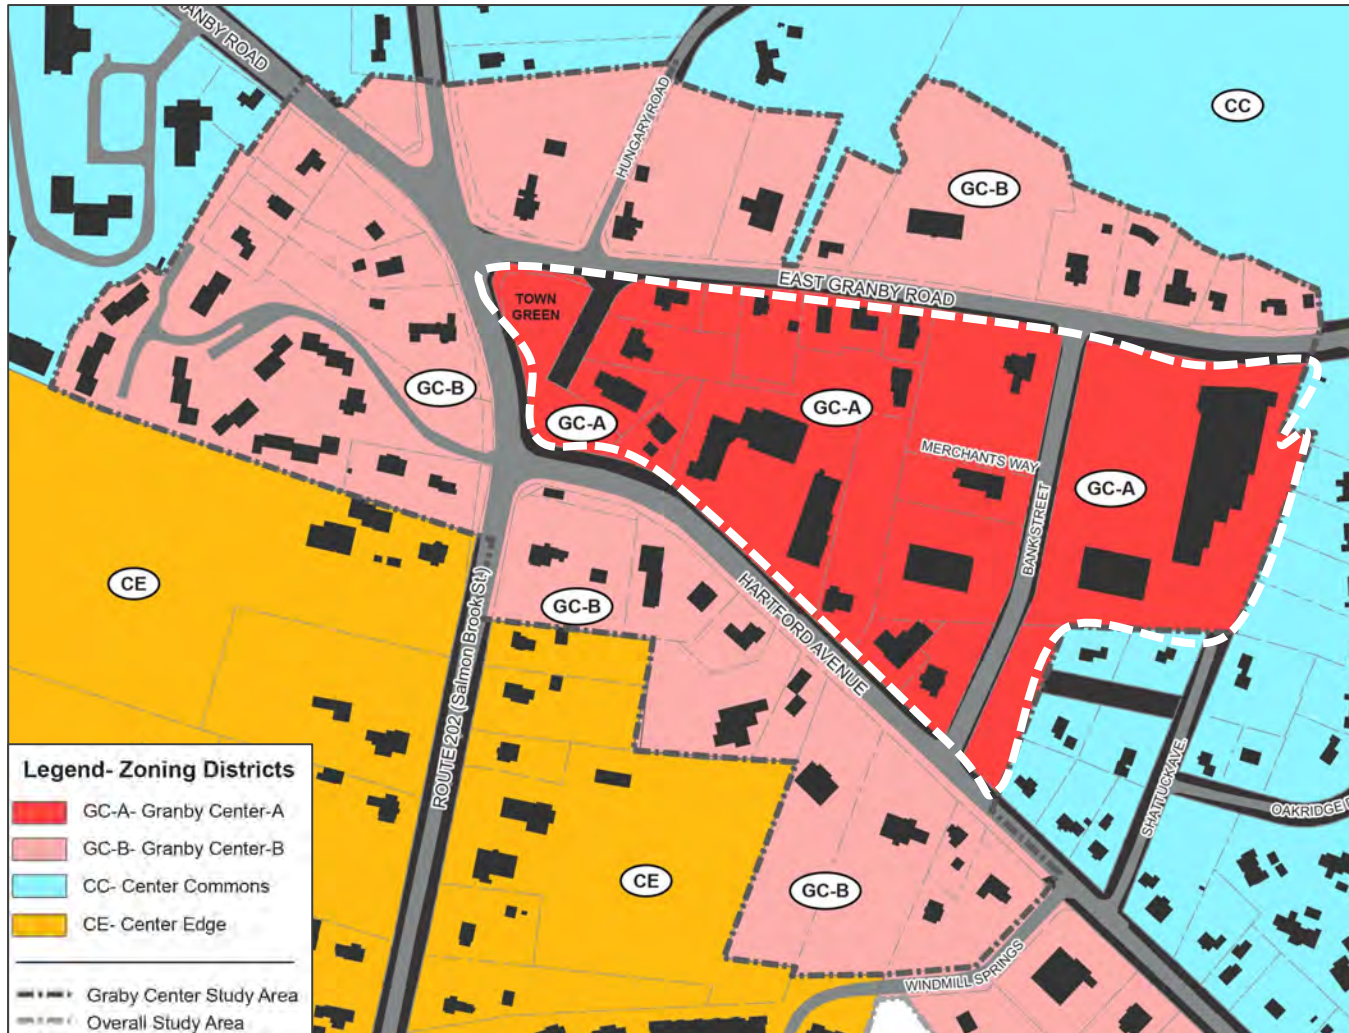 ANBY ROAD
HUNGARY ROAD
CC
GC-B
EAST GRANBY ROAD
TOWN
GREEN
GC-B
GC-A
GC-A
MERCHANTS WAY
GC-A
BANK STREET
CE
GC-B
HARTFORD AVENUE
ROUTE 202 (Salmon Brook St.)
SHATTUCK AVE.
OAKRIDGE
CE
GC-B
WINDMILL SPRINGS
Legend- Zoning Districts
GC-A- Granby Center-A
GC-B- Granby Center-B
CC- Center Commons
CE- Center Edge
Graby Center Study Area
Overall Study Area